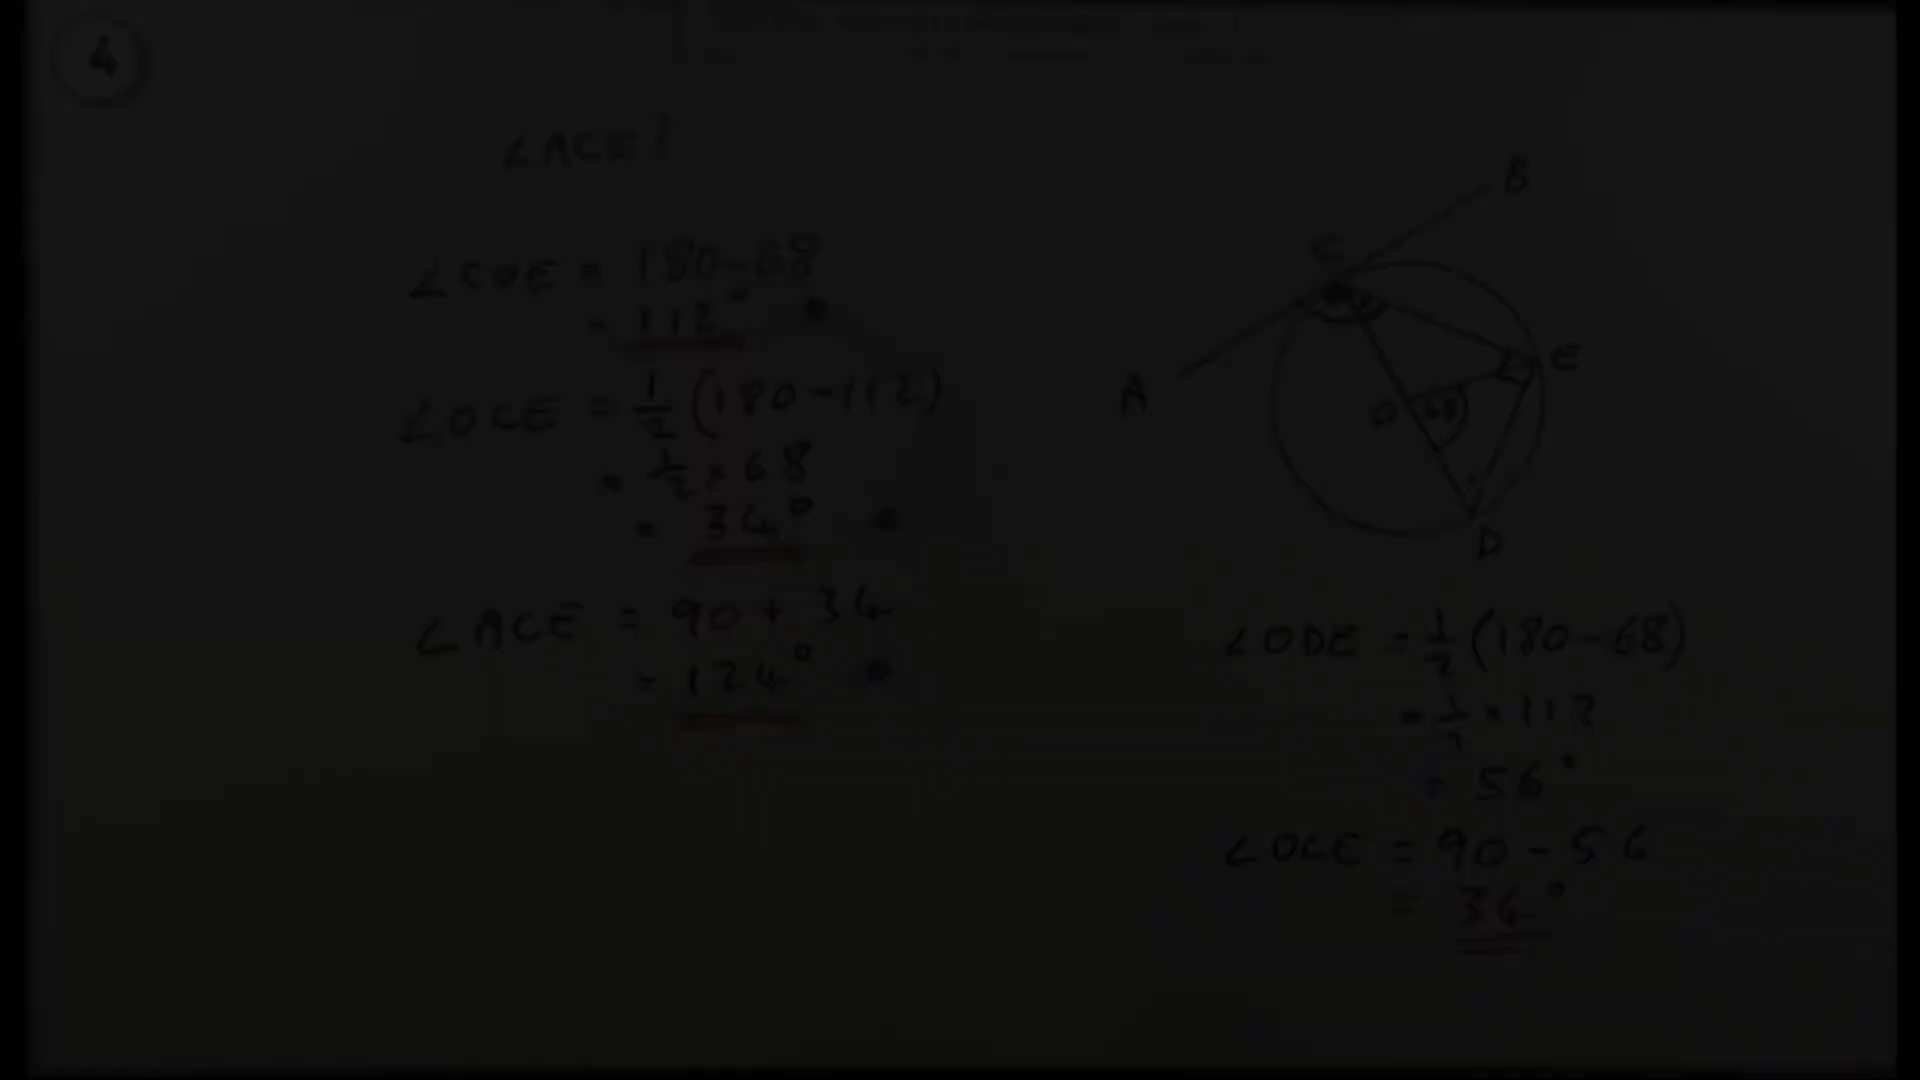 4
∠ACE?
∠COE = 180-68
= 112°
∠OCE = 1/2 (180-112)
= 1/2 × 68
= 34°
∠ACE = 90 + 34
= 124°
B
C
E
A
O
68
D
∠ODE = 1/2 (180-68)
= 1/2 × 112
= 56°
∠OCE = 90 - 56
= 34°